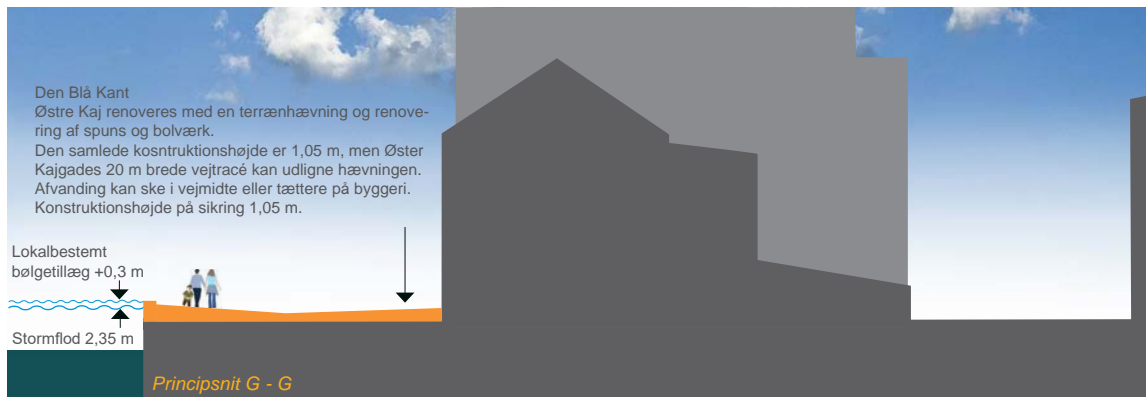 Den Blå Kant
Østre Kaj renoveres med en terrænhævning og renove-
ring af spuns og bolværk.
Den samlede kosntruktionshøjde er 1,05 m, men Øster
Kajgades 20 m brede vejtracé kan udligne hævningen.
Afvanding kan ske i vejmidte eller tættere på byggeri.
Konstruktionshøjde på sikring 1,05 m.
Lokalbestemt
bølgetillæg +0,3 m
Stormflod 2,35 m
Principsnit G - G